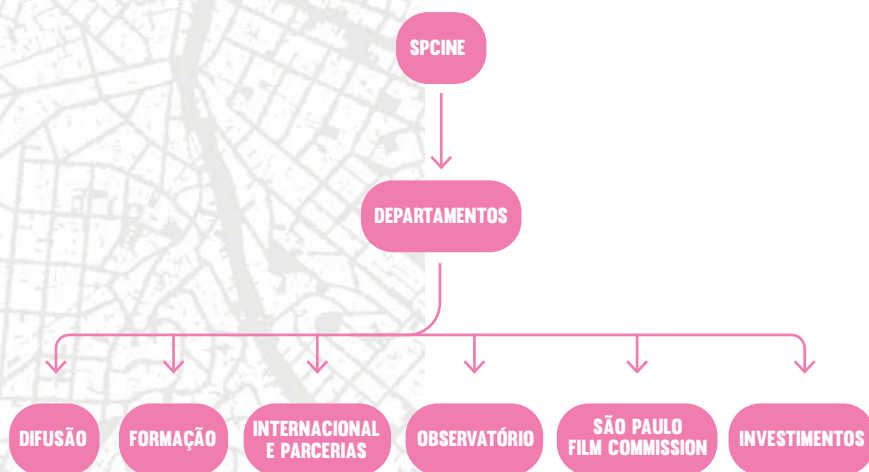 SPCINE
DEPARTAMENTOS
DIFUSÃO
FORMAÇÃO
INTERNACIONAL
E PARCERIAS
OBSERVATÓRIO
SÃO PAULO
FILM COMMISSION
INVESTIMENTOS